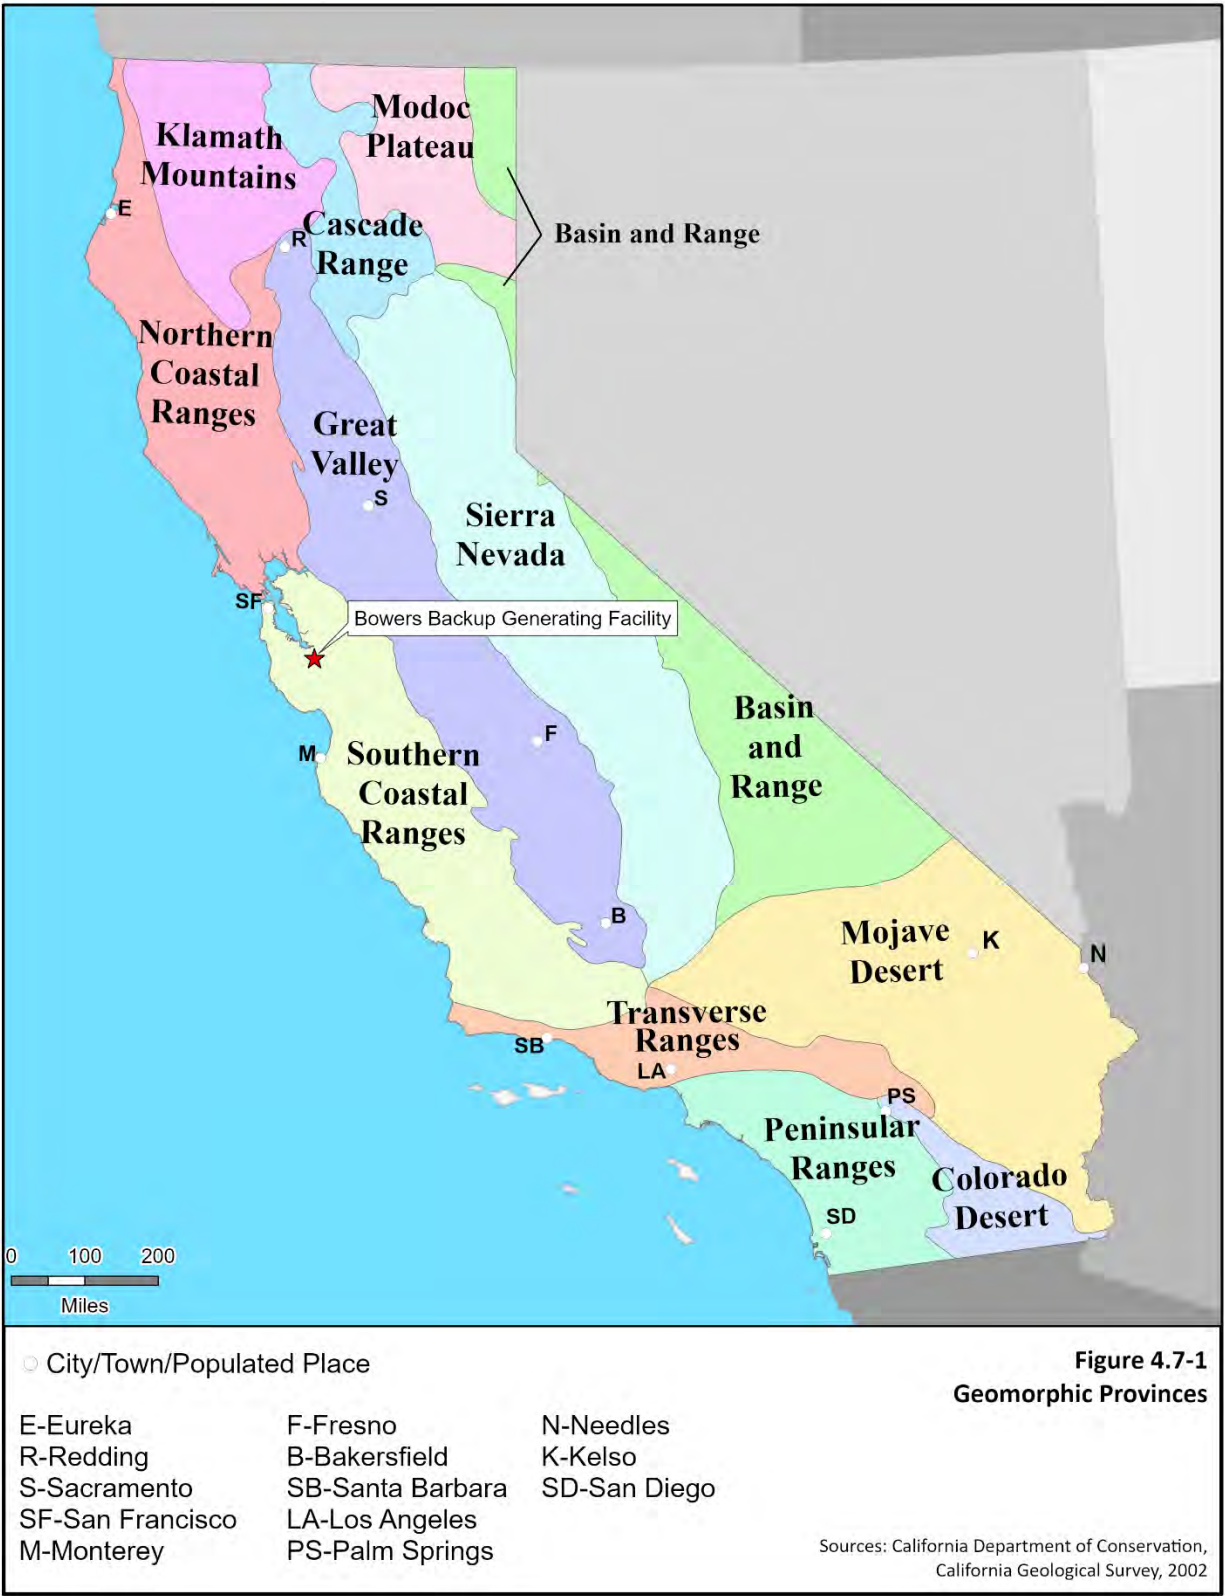 Klamath
Mountains
Modoc
Plateau
E
R
Cascade
Range
Basin and Range
Northern
Coastal
Ranges
Great
Valley
S
Sierra
Nevada
SF
Bowers Backup Generating Facility
Basin
and
Range
F
M
Southern
Coastal
Ranges
B
Mojave
Desert
K
N
Transverse
Ranges
SB
LA
PS
Peninsular
Ranges
Colorado
Desert
SD
0 100 200
Miles
City/Town/Populated Place
Figure 4.7-1
Geomorphic Provinces
E-Eureka
R-Redding
S-Sacramento
SF-San Francisco
M-Monterey
F-Fresno
B-Bakersfield
SB-Santa Barbara
LA-Los Angeles
PS-Palm Springs
N-Needles
K-Kelso
SD-San Diego
Sources: California Department of Conservation,
California Geological Survey, 2002